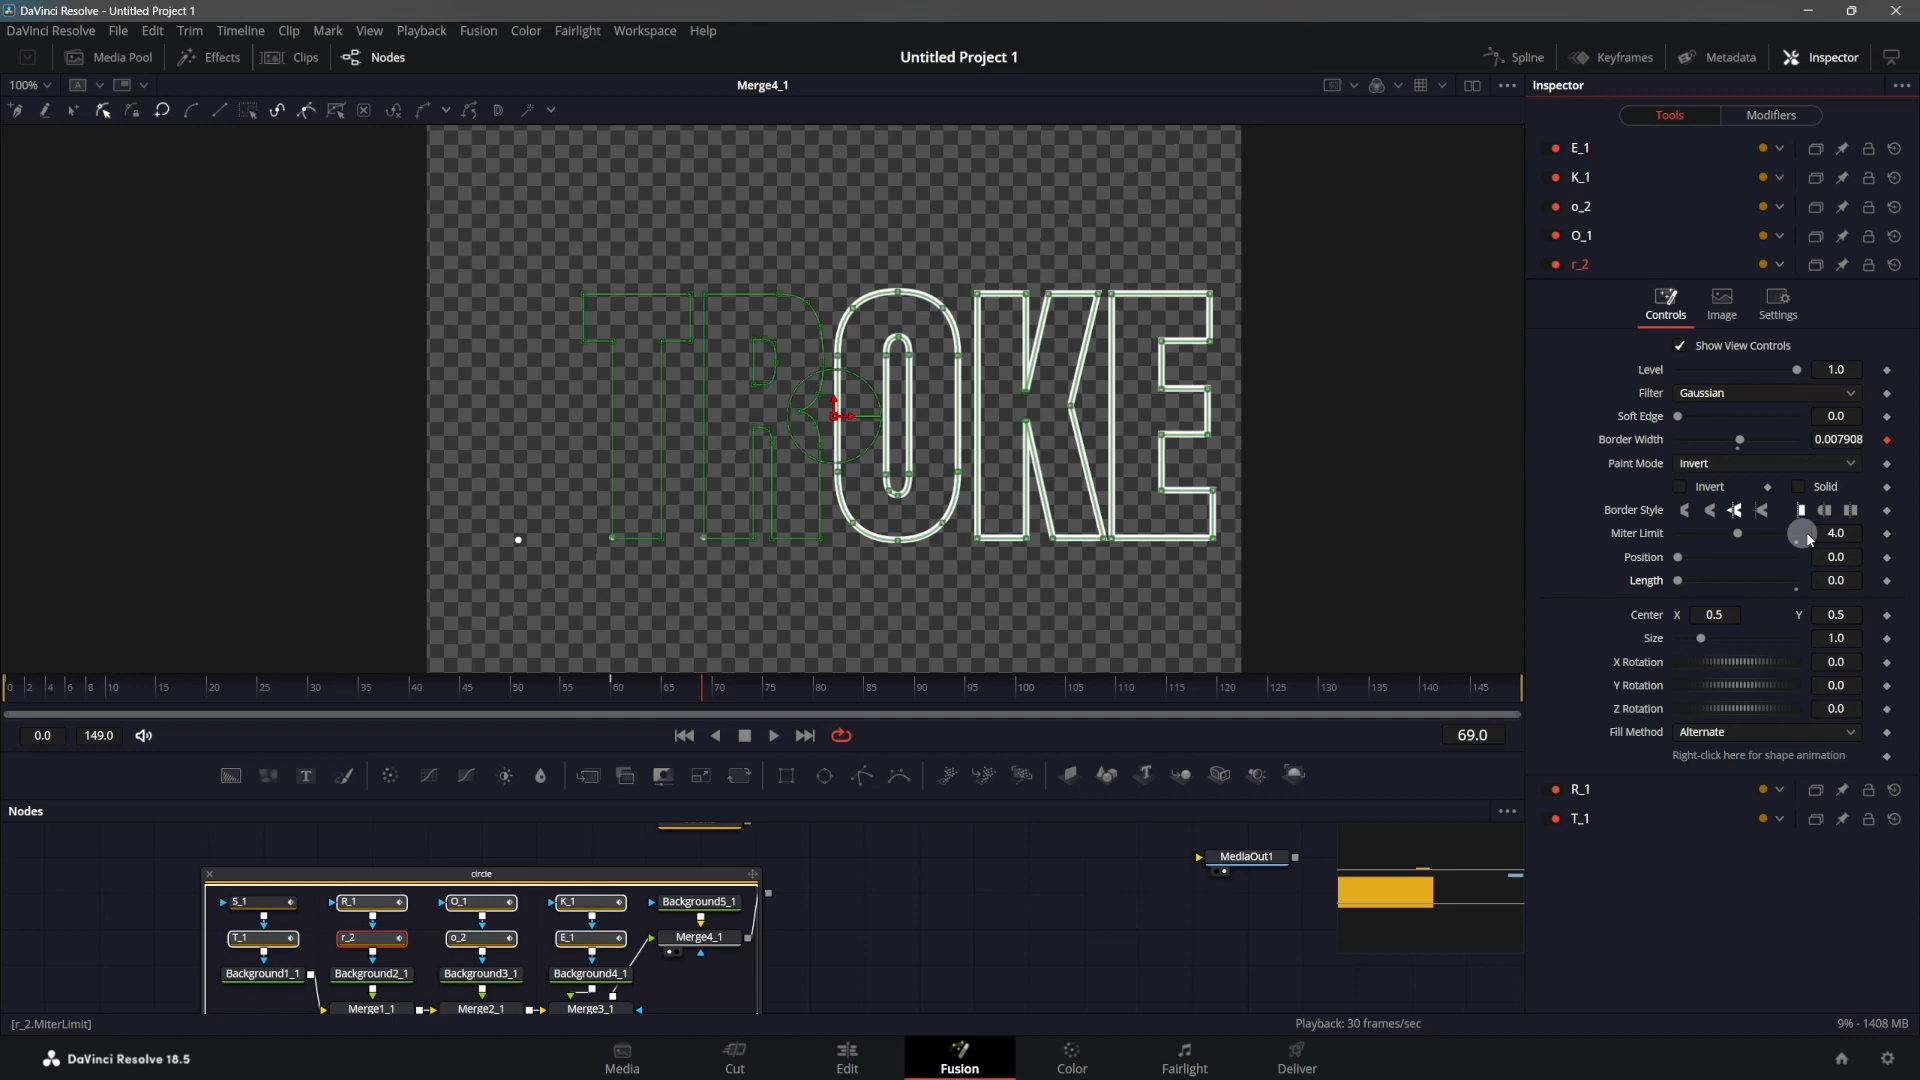 DaVinci Resolve - Untitled Project 1
DaVinci Resolve File Edit Trim Timeline Clip Mark View Playback Fusion Color Fairlight Workspace Help
Media Pool Effects Clips Nodes Untitled Project 1 Spline Keyframes Metadata Inspector
100% A Merge4_1 Inspector
Tools Modifiers
E_1
K_1
o_2
O_1
r_2
Controls Image Settings
Show View Controls
Level 1.0
Filter Gaussian
Soft Edge 0.0
Border Width 0.007908
Paint Mode Invert
Invert Solid
Border Style
Miter Limit 4.0
Position 0.0
Length 0.0
Center X 0.5 Y 0.5
Size 1.0
X Rotation 0.0
Y Rotation 0.0
Z Rotation 0.0
Fill Method Alternate
Right-click here for shape animation
R_1
T_1
TROKE
0 2 4 6 8 10 15 20 25 30 35 40 45 50 55 60 65 70 75 80 85 90 95 100 105 110 115 120 125 130 135 140 145
0.0 149.0 69.0
T T
Nodes
circle
S_1 R_1 O_1 K_1 Background5_1
T_1 r_2 o_2 E_1 Merge4_1
Background1_1 Background2_1 Background3_1 Background4_1
Merge1_1 Merge2_1 Merge3_1
MediaOut1
[r_2.MiterLimit] Playback: 30 frames/sec 9% - 1408 MB
DaVinci Resolve 18.5
Media Cut Edit Fusion Color Fairlight Deliver